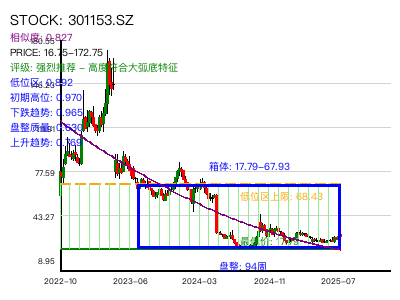 STOCK: 301153.SZ
相似度: 0.827
PRICE: 16.75~172.75
评级: 强烈推荐 – 高度符合大弧底特征
低位区: 0.892
初期高位: 0.970
下跌趋势: 0.965
盘整质量: 0.630
上升趋势: 0.769
77.59
43.27
8.95
箱体: 17.79–67.93
低位区上限: 68.43
盘整: 94周
2022–10
2023–06
2024–03
2024–11
2025–07